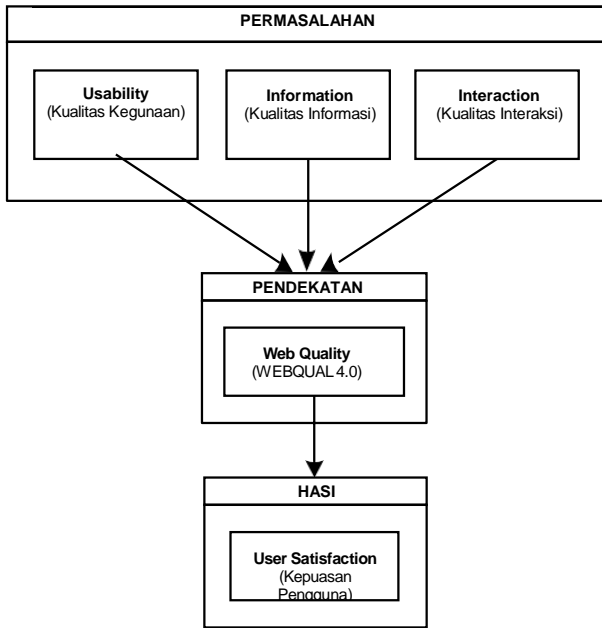 PERMASALAHAN
Usability
(Kualitas Kegunaan)
Information
(Kualitas Informasi)
Interaction
(Kualitas Interaksi)
PENDEKATAN
Web Quality
(WEBQUAL 4.0)
HASI
User Satisfaction
(Kepuasan
Pengguna)